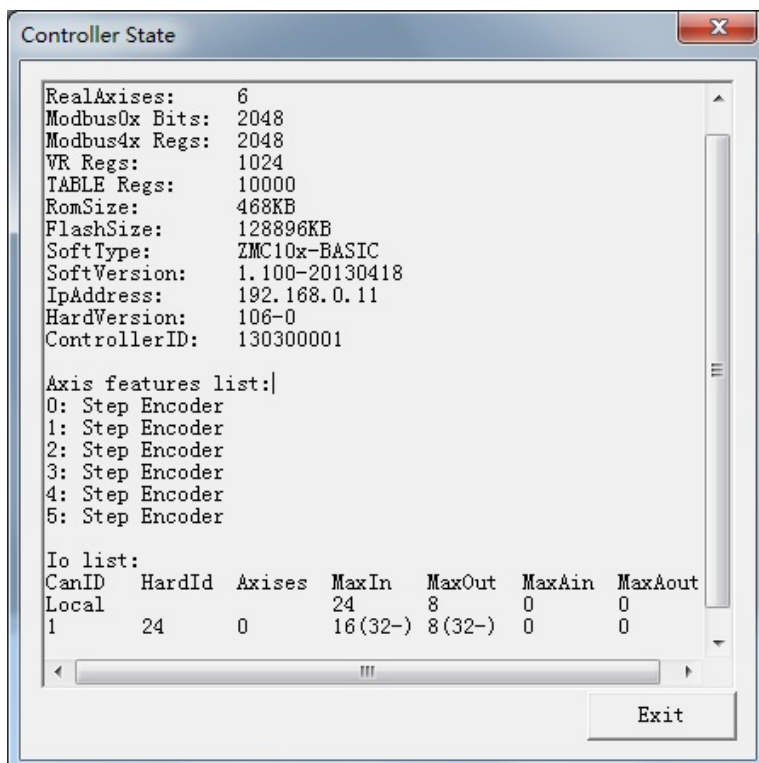 Controller State
RealAxises: 6
Modbus0x Bits: 2048
Modbus4x Regs: 2048
VR Regs: 1024
TABLE Regs: 10000
RomSize: 468KB
FlashSize: 128896KB
SoftType: ZMC10x-BASIC
SoftVersion: 1.100-20130418
IpAddress: 192.168.0.11
HardVersion: 106-0
ControllerID: 130300001
Axis features list:
0: Step Encoder
1: Step Encoder
2: Step Encoder
3: Step Encoder
4: Step Encoder
5: Step Encoder
Io list:
CanID HardId Axises MaxIn MaxOut MaxAin MaxAout
Local 24 8 0 0
1 24 0 16(32-) 8(32-) 0 0
Exit